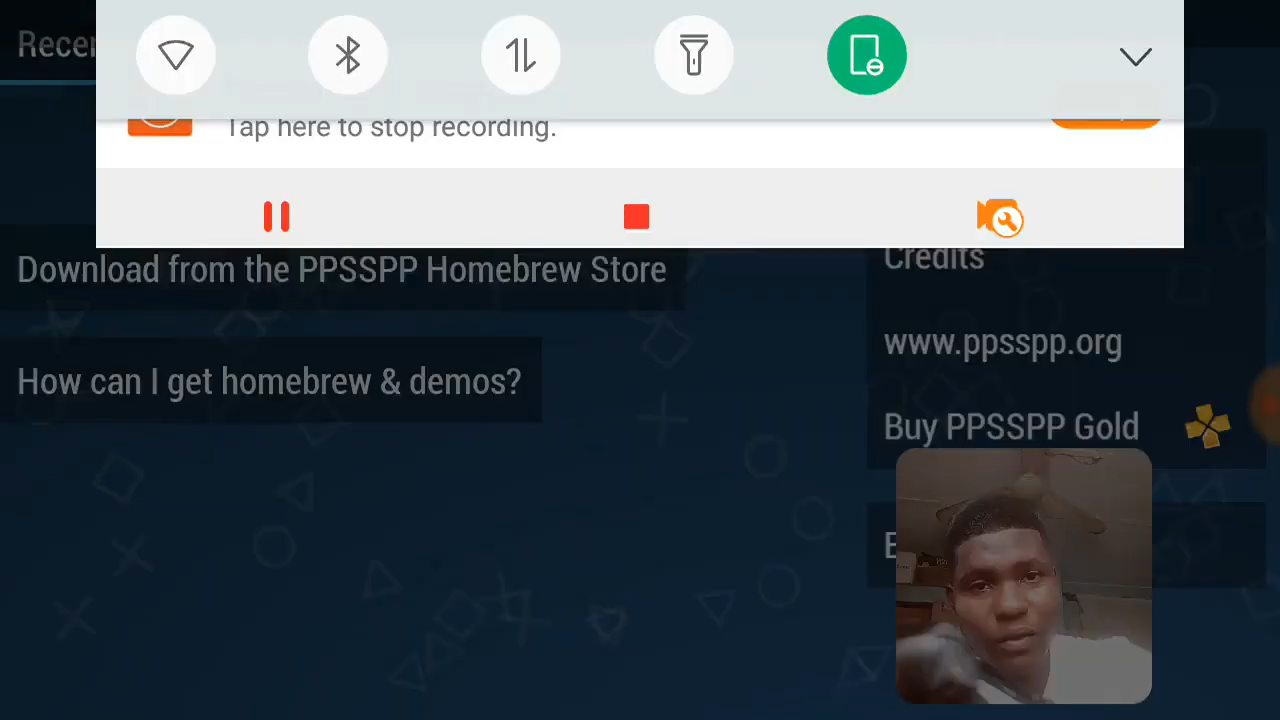 Recen
Tap here to stop recording.
Download from the PPSSPP Homebrew Store
Credits
www.ppsspp.org
How can I get homebrew & demos?
Buy PPSSPP Gold
E